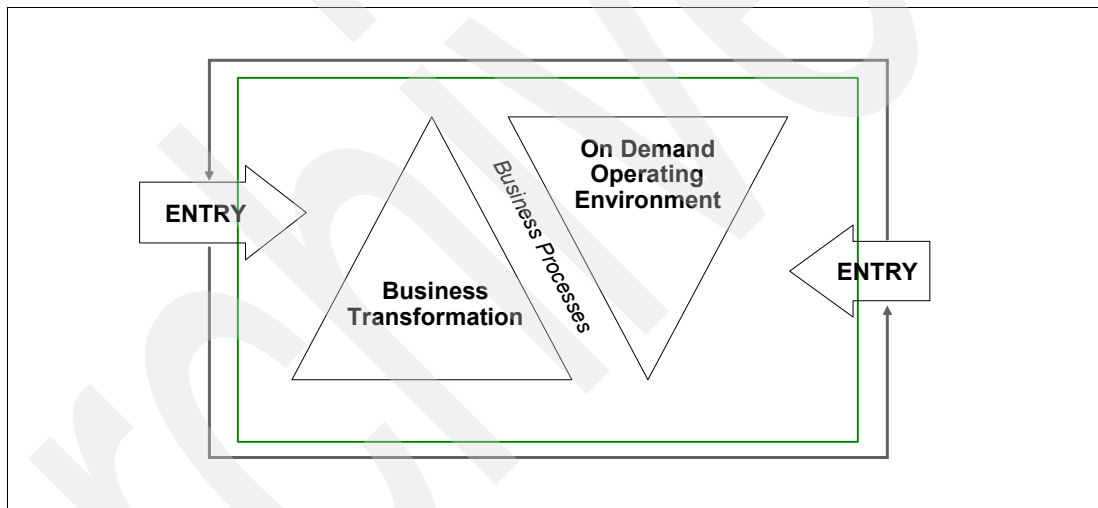 On Demand
Operating
Environment
Business Processes
ENTRY
ENTRY
Business
Transformation